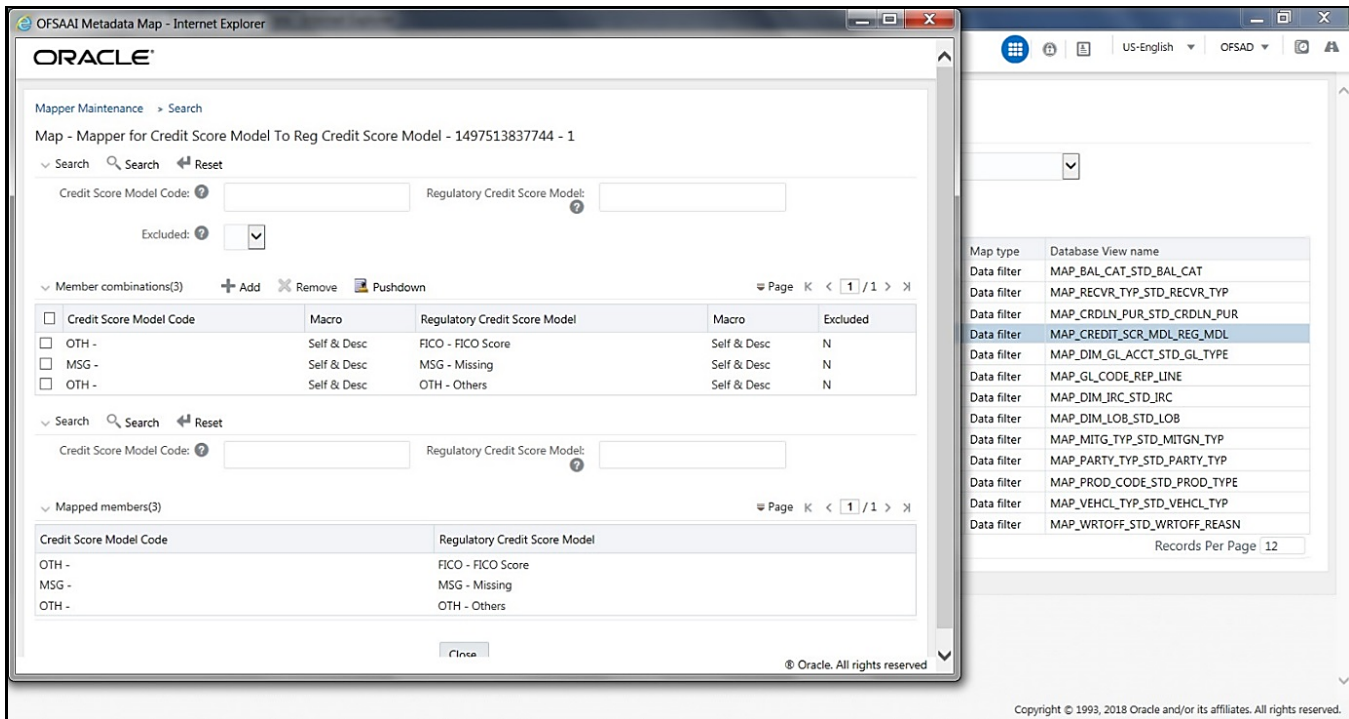 OFSAAI Metadata Map - Internet Explorer
ORACLE®
US-English OFSAD
Mapper Maintenance > Search
Map - Mapper for Credit Score Model To Reg Credit Score Model - 1497513837744 - 1
Search Search Reset
Credit Score Model Code: Regulatory Credit Score Model:
Excluded:
Member combinations(3) Add Remove Pushdown Page 1 / 1
Credit Score Model Code Macro Regulatory Credit Score Model Macro Excluded
OTH - Self & Desc FICO - FICO Score Self & Desc N
MSG - Self & Desc MSG - Missing Self & Desc N
OTH - Self & Desc OTH - Others Self & Desc N
Search Search Reset
Credit Score Model Code: Regulatory Credit Score Model:
Mapped members(3) Page 1 / 1
Credit Score Model Code Regulatory Credit Score Model
OTH - FICO - FICO Score
MSG - MSG - Missing
OTH - OTH - Others
Close
® Oracle. All rights reserved
Map type Database View name
Data filter MAP_BAL_CAT_STD_BAL_CAT
Data filter MAP_RECVR_TYP_STD_RECVR_TYP
Data filter MAP_CRDLN_PUR_STD_CRDLN_PUR
Data filter MAP_CREDIT_SCR_MDL_REG_MDL
Data filter MAP_DIM_GL_ACCT_STD_GL_TYPE
Data filter MAP_GL_CODE_REP_LINE
Data filter MAP_DIM_IRC_STD_IRC
Data filter MAP_DIM_LOB_STD_LOB
Data filter MAP_MITG_TYP_STD_MITGN_TYP
Data filter MAP_PARTY_TYP_STD_PARTY_TYP
Data filter MAP_PROD_CODE_STD_PROD_TYPE
Data filter MAP_VEHCL_TYP_STD_VEHCL_TYP
Data filter MAP_WRTOFF_STD_WRTOFF_REASN
Records Per Page 12
Copyright © 1993, 2018 Oracle and/or its affiliates. All rights reserved.